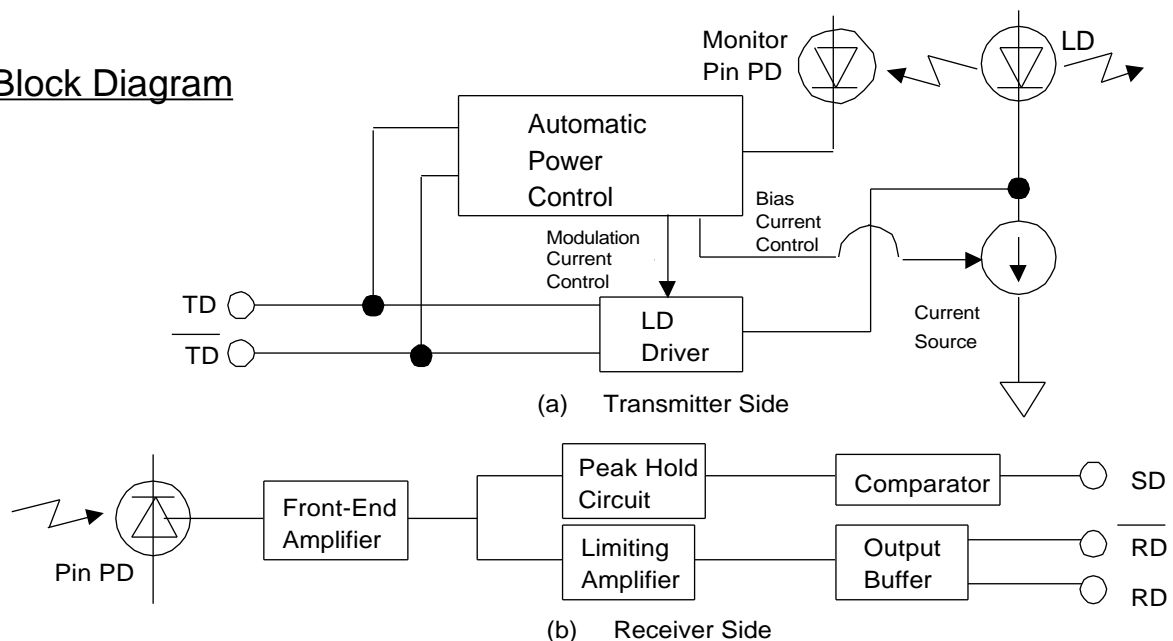 Block Diagram
Monitor
Pin PD
LD
Automatic
Power
Control
Modulation
Current
Control
Bias
Current
Control
TD
TD
LD
Driver
Current
Source
(a) Transmitter Side
Pin PD
Front-End
Amplifier
Peak Hold
Circuit
Comparator
SD
Limiting
Amplifier
Output
Buffer
RD
RD
(b) Receiver Side